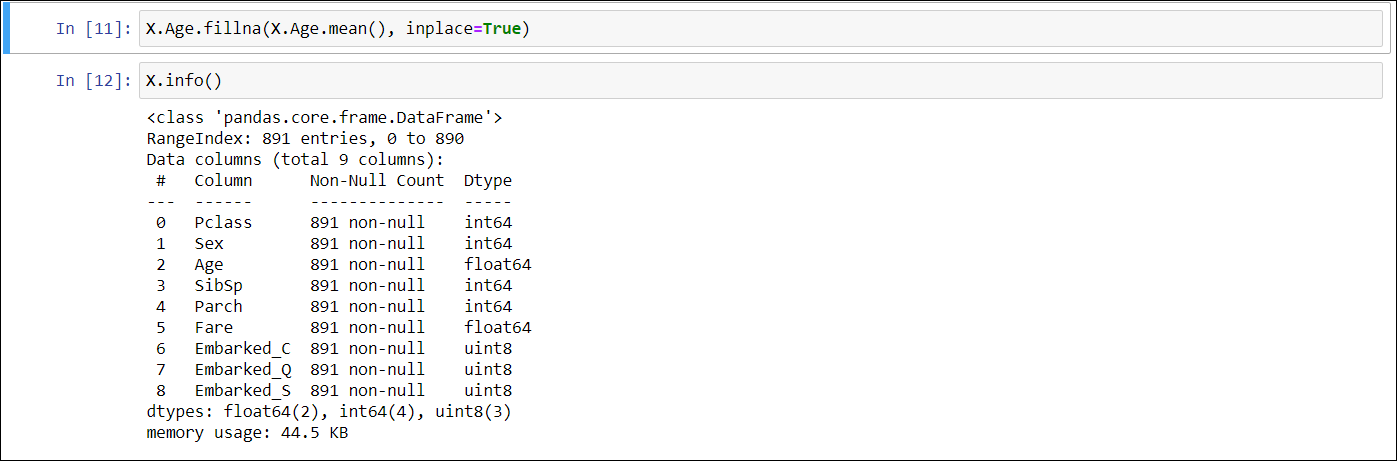 In [11]: X.Age.fillna(X.Age.mean(), inplace=True)
In [12]: X.info()
<class 'pandas.core.frame.DataFrame'>
RangeIndex: 891 entries, 0 to 890
Data columns (total 9 columns):
 #   Column      Non-Null Count  Dtype
---  ------      --------------  -----
 0   Pclass      891 non-null    int64
 1   Sex         891 non-null    int64
 2   Age         891 non-null    float64
 3   SibSp       891 non-null    int64
 4   Parch       891 non-null    int64
 5   Fare        891 non-null    float64
 6   Embarked_C  891 non-null    uint8
 7   Embarked_Q  891 non-null    uint8
 8   Embarked_S  891 non-null    uint8
dtypes: float64(2), int64(4), uint8(3)
memory usage: 44.5 KB